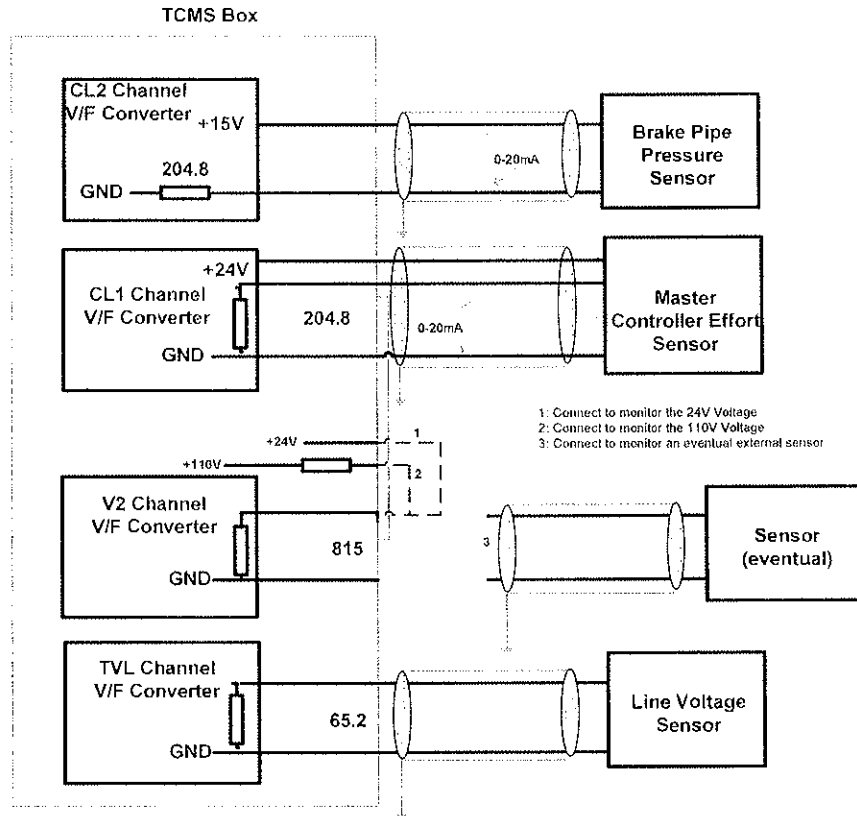 TCMS Box
CL2 Channel
V/F Converter
+15V
204.8
GND
0-20mA
Brake Pipe
Pressure
Sensor
+24V
CL1 Channel
V/F Converter
204.8
GND
0-20mA
Master
Controller Effort
Sensor
1: Connect to monitor the 24V Voltage
2: Connect to monitor the 110V Voltage
3: Connect to monitor an eventual external sensor
+24V
1
+110V
2
V2 Channel
V/F Converter
815
GND
3
Sensor
(eventual)
TVL Channel
V/F Converter
65.2
GND
Line Voltage
Sensor